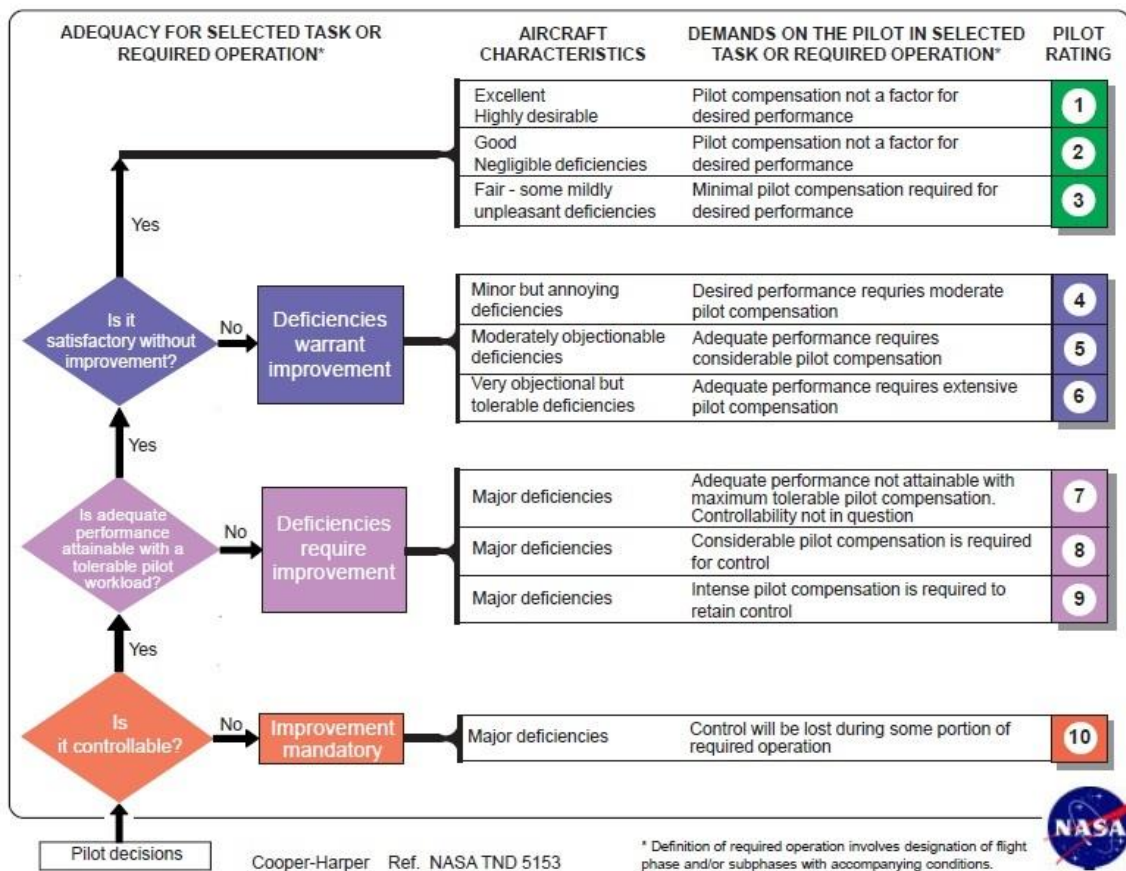 ADEQUACY FOR SELECTED TASK OR
REQUIRED OPERATION*
AIRCRAFT
CHARACTERISTICS
DEMANDS ON THE PILOT IN SELECTED
TASK OR REQUIRED OPERATION*
PILOT
RATING
Excellent
Highly desirable
Pilot compensation not a factor for
desired performance
1
Good
Negligible deficiencies
Pilot compensation not a factor for
desired performance
2
Fair - some mildly
unpleasant deficiencies
Minimal pilot compensation required for
desired performance
3
Yes
Is it
satisfactory without
improvement?
No
Deficiencies
warrant
improvement
Minor but annoying
deficiencies
Desired performance requries moderate
pilot compensation
4
Moderately objectionable
deficiencies
Adequate performance requires
considerable pilot compensation
5
Very objectional but
tolerable deficiencies
Adequate performance requires extensive
pilot compensation
6
Yes
Is adequate
performance
attainable with a
tolerable pilot
workload?
No
Deficiencies
require
improvement
Major deficiencies
Adequate performance not attainable with
maximum tolerable pilot compensation.
Controllability not in question
7
Major deficiencies
Considerable pilot compensation is required
for control
8
Major deficiencies
Intense pilot compensation is required to
retain control
9
Yes
Is
it controllable?
No
Improvement
mandatory
Major deficiencies
Control will be lost during some portion of
required operation
10
Pilot decisions
Cooper-Harper Ref. NASA TND 5153
* Definition of required operation involves designation of flight
phase and/or subphases with accompanying conditions.
NASA